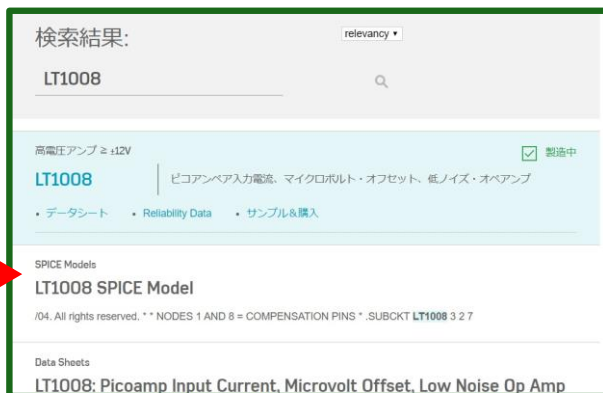 検索結果:
relevancy ▾
LT1008
高電圧アンプ ≥ ±12V
製造中
LT1008
ピコアンペア入力電流、マイクロボルト・オフセット、低ノイズ・オペアンプ
• データシート • Reliability Data • サンプル&購入
SPICE Models
LT1008 SPICE Model
/04. All rights reserved. * * NODES 1 AND 8 = COMPENSATION PINS * .SUBCKT LT1008 3 2 7
Data Sheets
LT1008: Picoamp Input Current, Microvolt Offset, Low Noise Op Amp